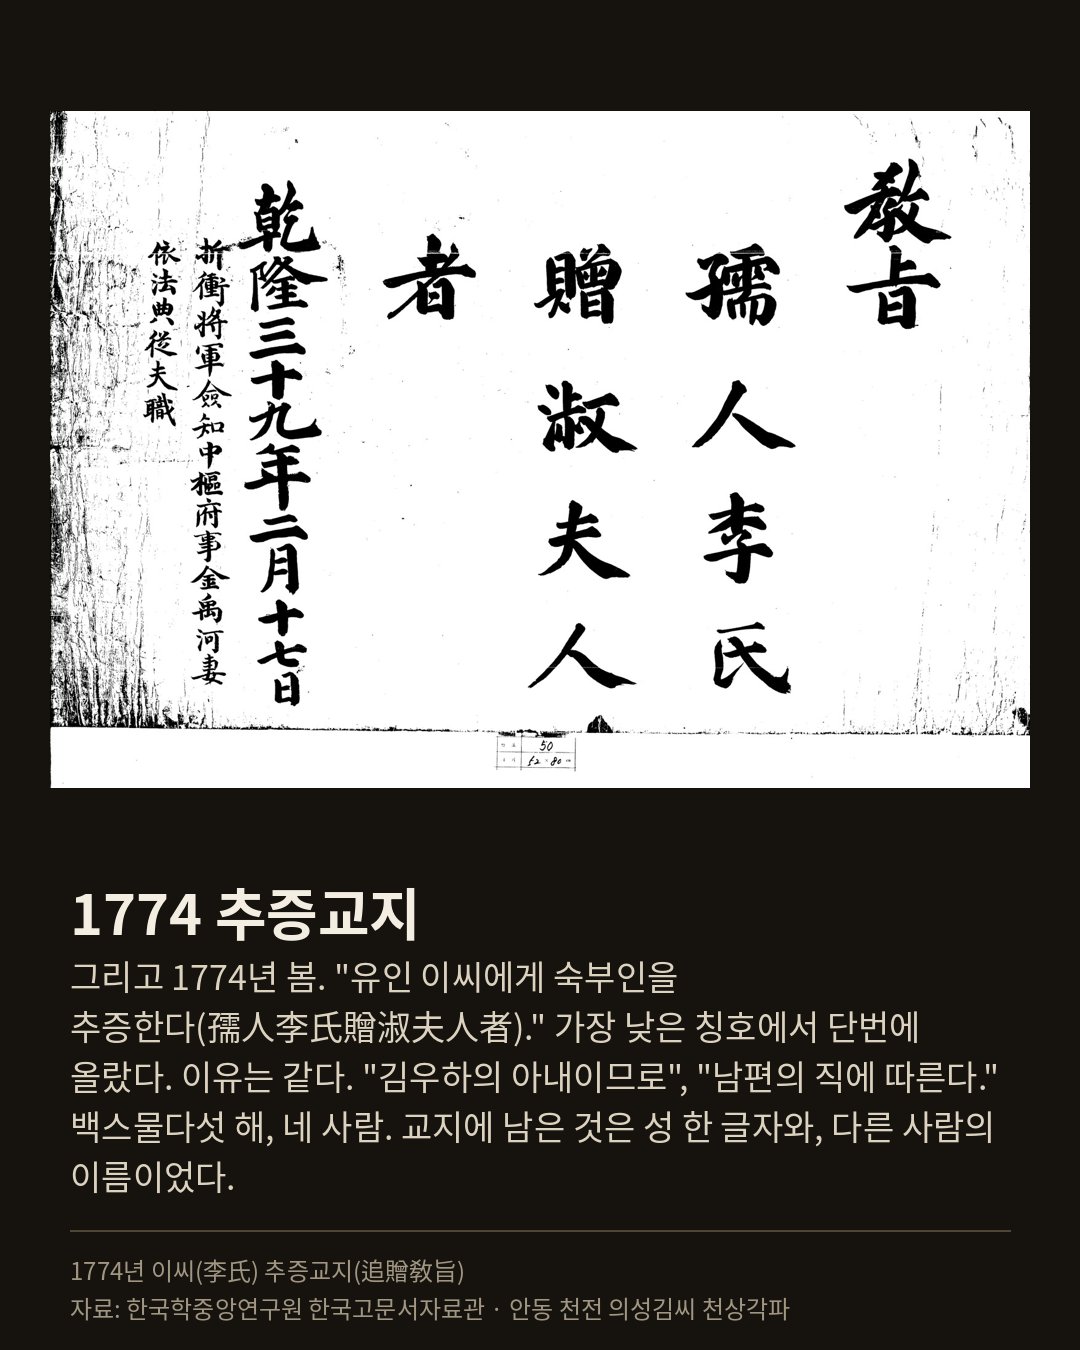 敎旨
孺人李氏
贈淑夫人
者
乾隆三十九年二月十七日
折衝將軍僉知中樞府事金禹河妻
依法典從夫職
50
52 × 80 cm
1774 추증교지
그리고 1774년 봄. "유인 이씨에게 숙부인을
추증한다(孺人李氏贈淑夫人者)." 가장 낮은 칭호에서 단번에
올랐다. 이유는 같다. "김우하의 아내이므로", "남편의 직에 따른다."
백스물다섯 해, 네 사람. 교지에 남은 것은 성 한 글자와, 다른 사람의
이름이었다.
1774년 이씨(李氏) 추증교지(追贈敎旨)
자료: 한국학중앙연구원 한국고문서자료관 · 안동 천전 의성김씨 천상각파